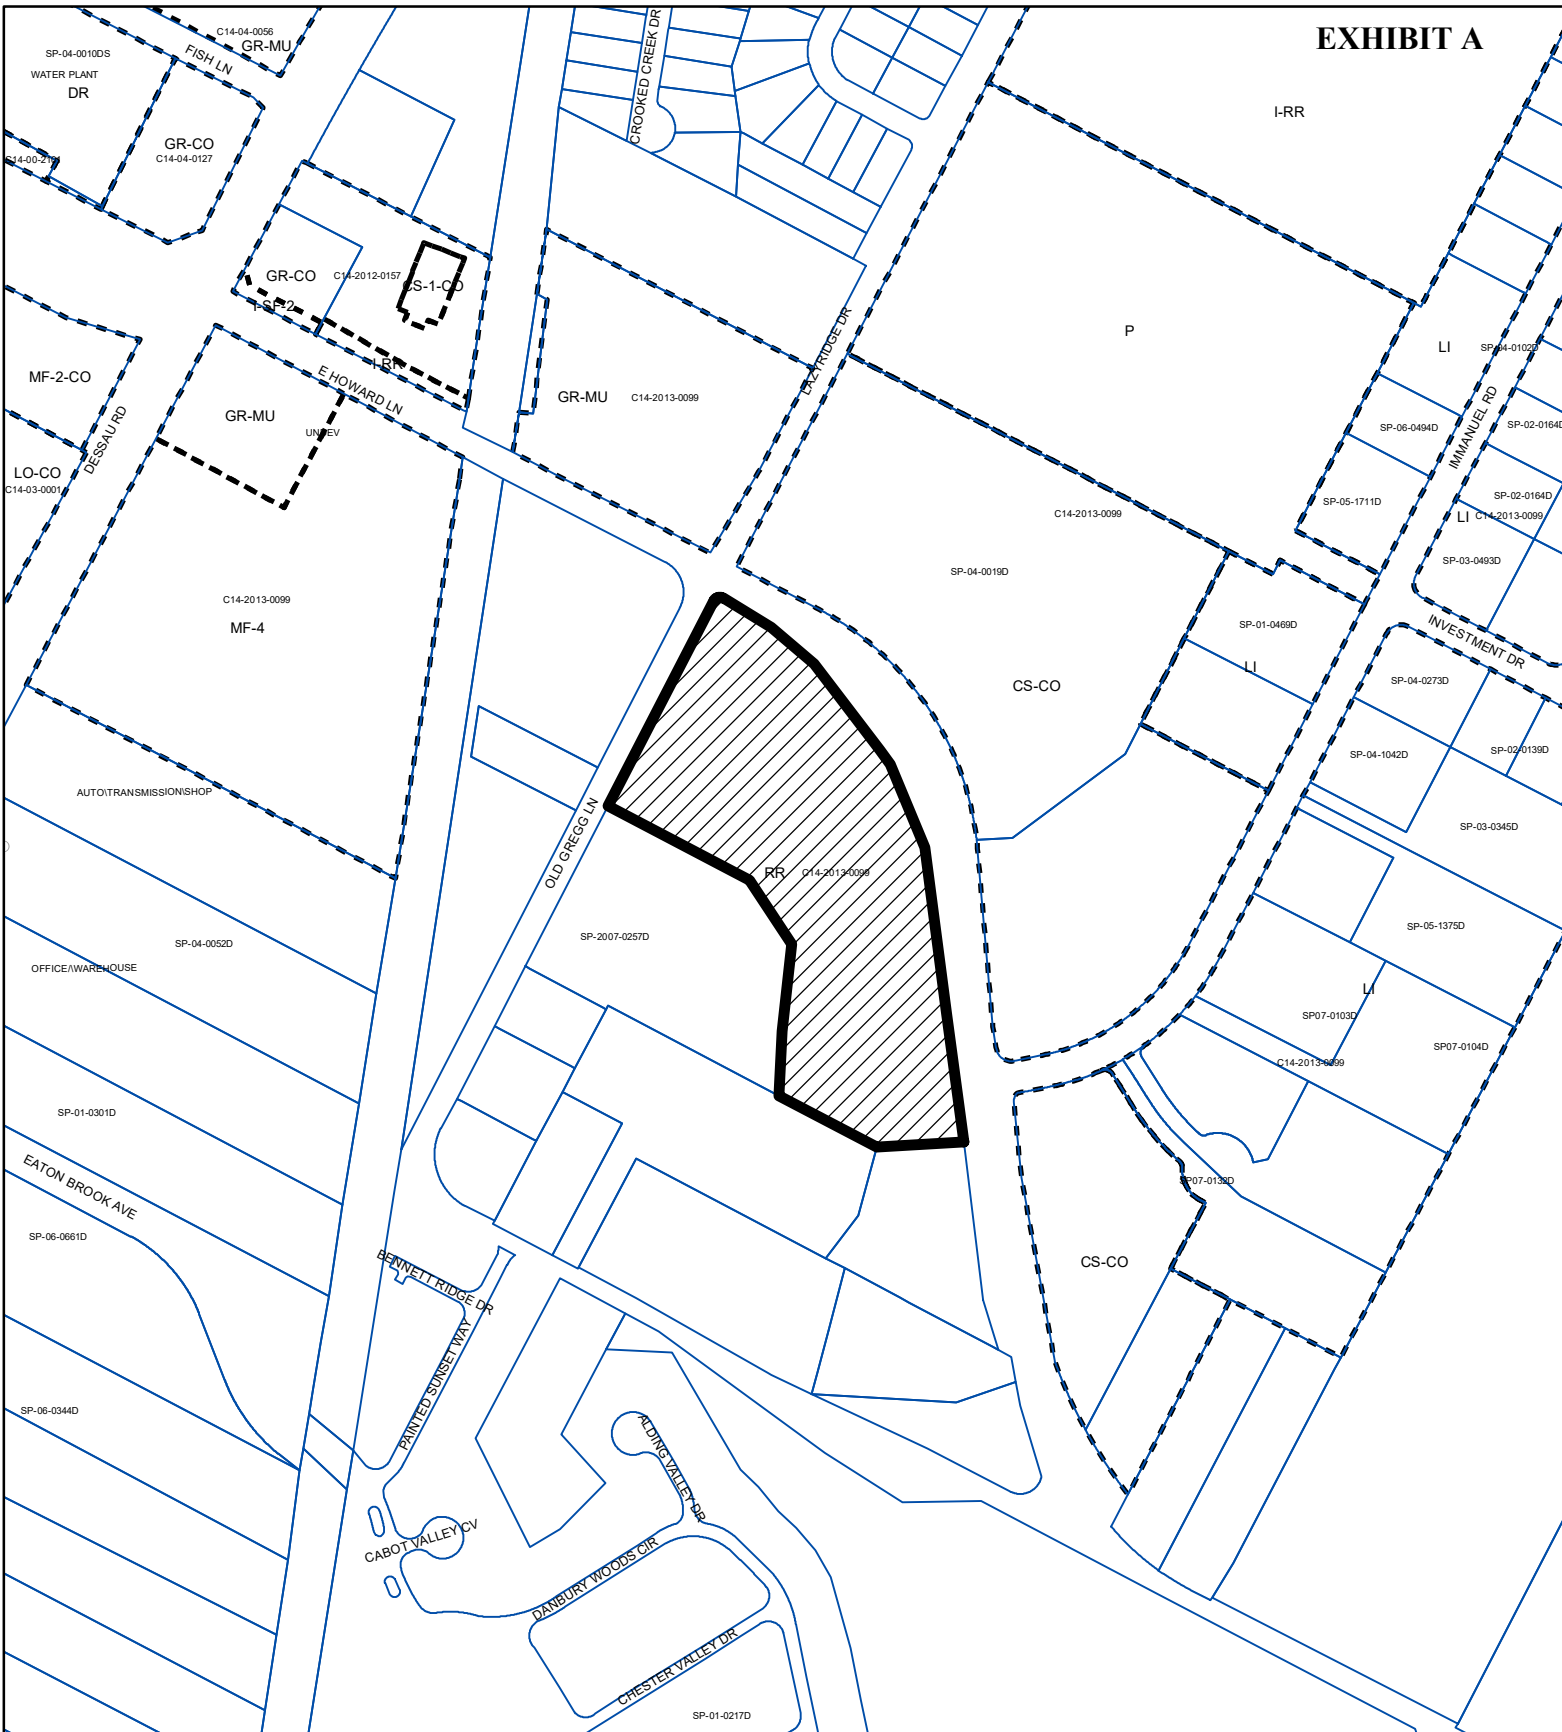 EXHIBIT A
C14-04-0056
GR-MU
FISH LN
SP-04-0010DS
WATER PLANT
DR
GR-CO
C14-04-0127
CROOKED CREEK DR
I-RR
GR-CO
C14-2012-0157
CS-1-CO
I-SF-2
I-RR
E HOWARD LN
MF-2-CO
DESSAU RD
GR-MU
UNDEV
LO-CO
C14-03-0001
GR-MU
C14-2013-0099
LAZYRIDGE DR
P
LI
SP-04-0102D
SP-06-0494D
IMMANUEL RD
SP-02-0164D
SP-05-1711D
SP-02-0164D
LI
C14-2013-0099
C14-2013-0099
SP-03-0493D
SP-04-0019D
C14-2013-0099
MF-4
SP-01-0469D
INVESTMENT DR
LI
SP-04-0273D
CS-CO
SP-04-1042D
SP-02-0139D
AUTO\TRANSMISSION\SHOP
SP-03-0345D
OLD GREGG LN
RR
C14-2013-0099
SP-2007-0257D
SP-04-0052D
OFFICE/\WAREHOUSE
SP-05-1375D
LI
SP07-0103D
SP07-0104D
C14-2013-0099
SP-01-0301D
EATON BROOK AVE
SP07-0132D
SP-06-0661D
CS-CO
BENNETT RIDGE DR
PAINTED SUNSET WAY
SP-06-0344D
ALDING VALLEY DR
CABOT VALLEY CV
DANBURY WOODS CIR
CHESTER VALLEY DR
SP-01-0217D